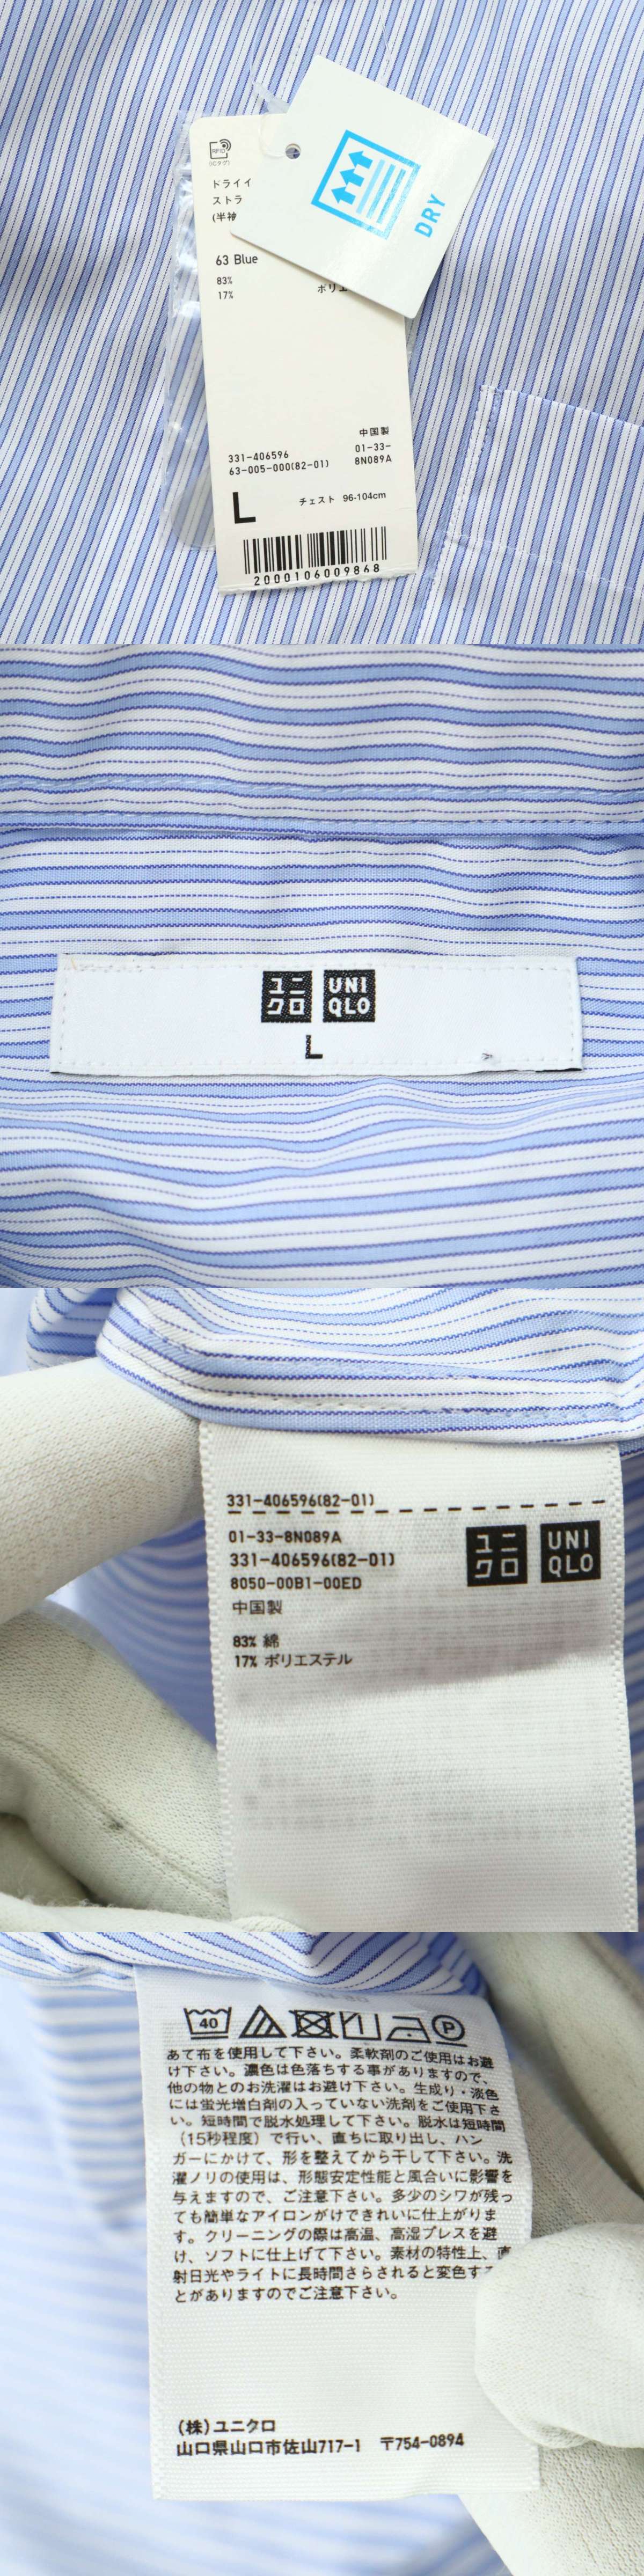 RFID
(ICタグ)
ドライイ
ストラ
(半袖
DRY
63 Blue
83%
17% ポリエ
中国製
331-406596 01-33-
63-005-000(82-01) 8N089A
L チェスト 96-104cm
2000106009868
ユニ UNI
クロ QLO
L
331-406596(82-01)
01-33-8N089A
331-406596(82-01)
8050-00B1-00ED
中国製
ユニ UNI
クロ QLO
83% 綿
17% ポリエステル
40 P
あて布を使用して下さい。柔軟剤のご使用はお避
け下さい。濃色は色落ちする事がありますので、
他の物とのお洗濯はお避け下さい。生成り・淡色
には蛍光増白剤の入っていない洗剤をご使用下さ
い。短時間で脱水処理して下さい。脱水は短時間
(15秒程度)で行い、直ちに取り出し、ハン
ガーにかけて、形を整えてから干して下さい。洗
濯ノリの使用は、形態安定性能と風合いに影響を
与えますので、ご注意下さい。多少のシワが残っ
ても簡単なアイロンがけできれいに仕上がりま
す。クリーニングの際は高温、高湿プレスを避
け、ソフトに仕上げて下さい。素材の特性上、直
射日光やライトに長時間さらされると変色する
とがありますのでご注意下さい。
(株)ユニクロ
山口県山口市佐山717-1 〒754-0894